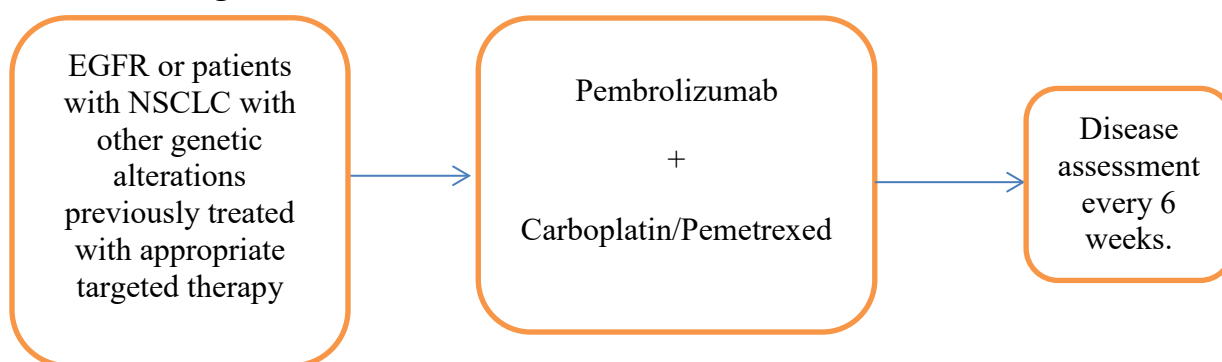 EGFR or patients
with NSCLC with
other genetic
alterations
previously treated
with appropriate
targeted therapy
Pembrolizumab
+
Carboplatin/Pemetrexed
Disease
assessment
every 6
weeks.